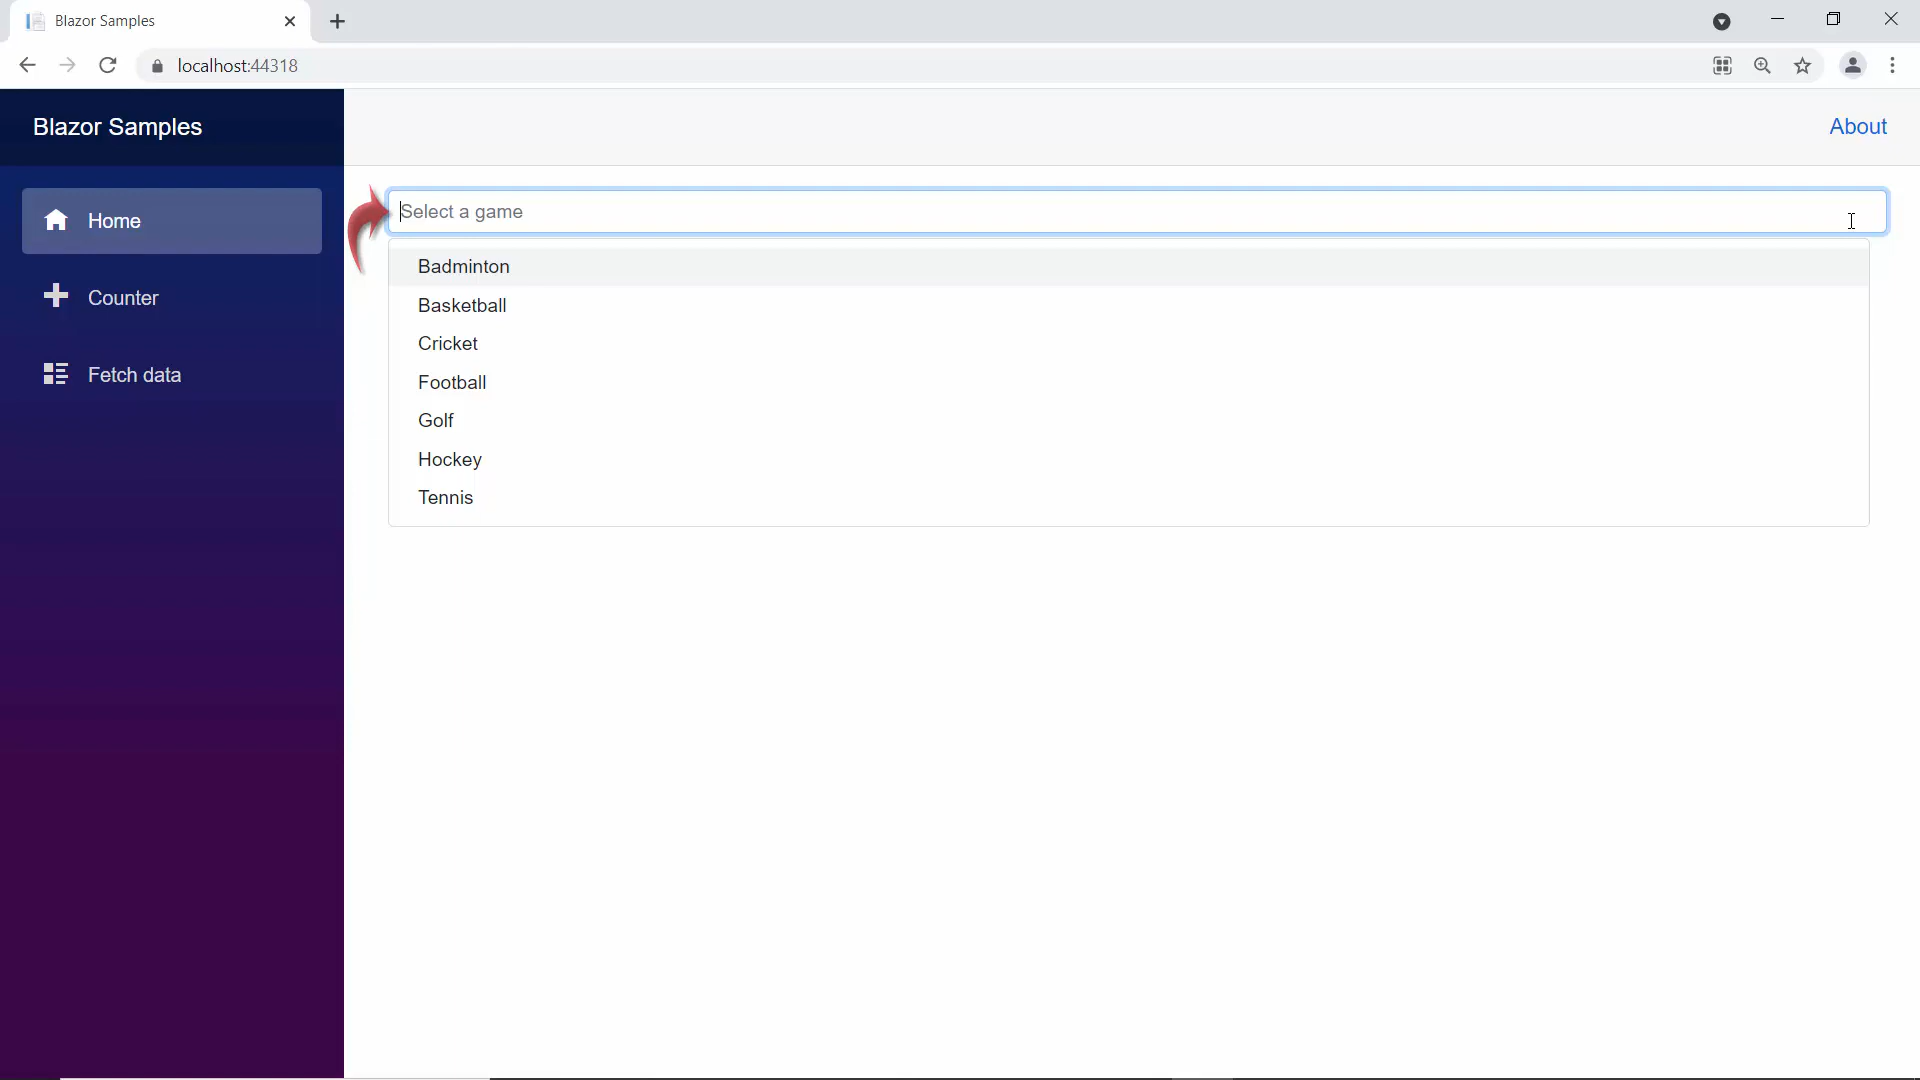 Blazor Samples
localhost:44318
Blazor Samples
About
Home
Counter
Fetch data
Select a game
Badminton
Basketball
Cricket
Football
Golf
Hockey
Tennis